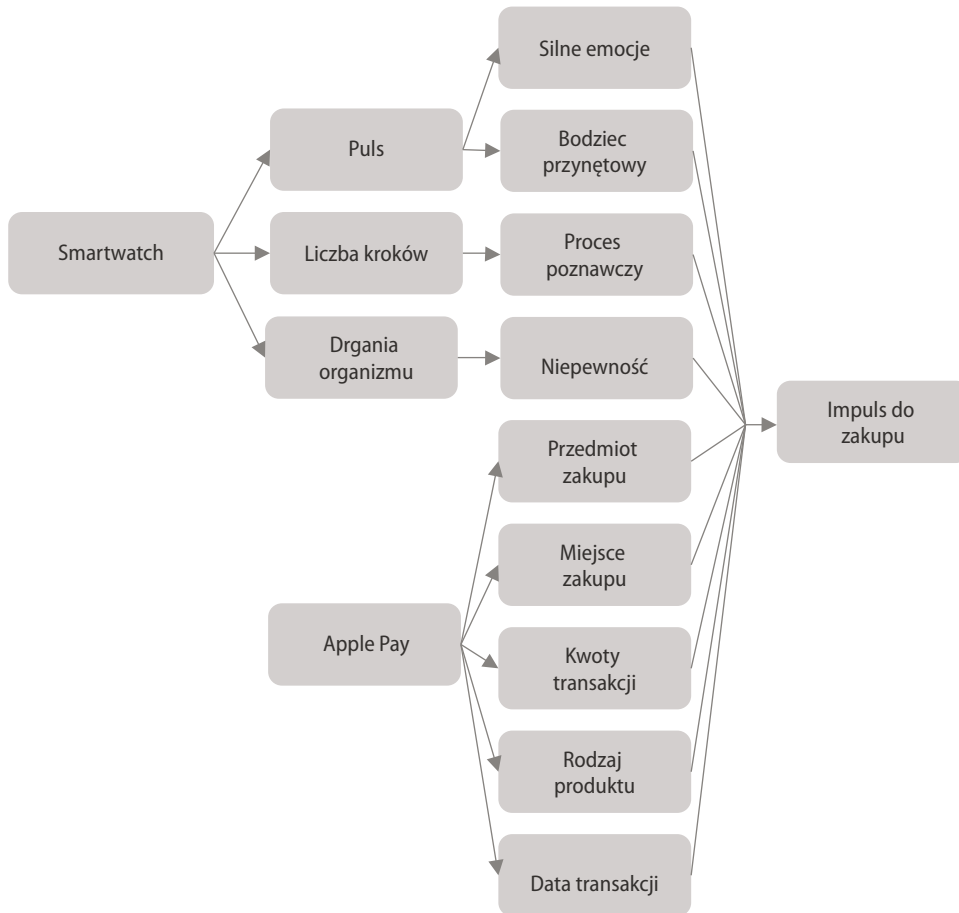 Silne emocje
Puls
Bodziec
przynętowy
Smartwatch
Liczba kroków
Proces
poznawczy
Drgania
organizmu
Niepewność
Impuls do
zakupu
Przedmiot
zakupu
Miejsce
zakupu
Apple Pay
Kwoty
transakcji
Rodzaj
produktu
Data transakcji